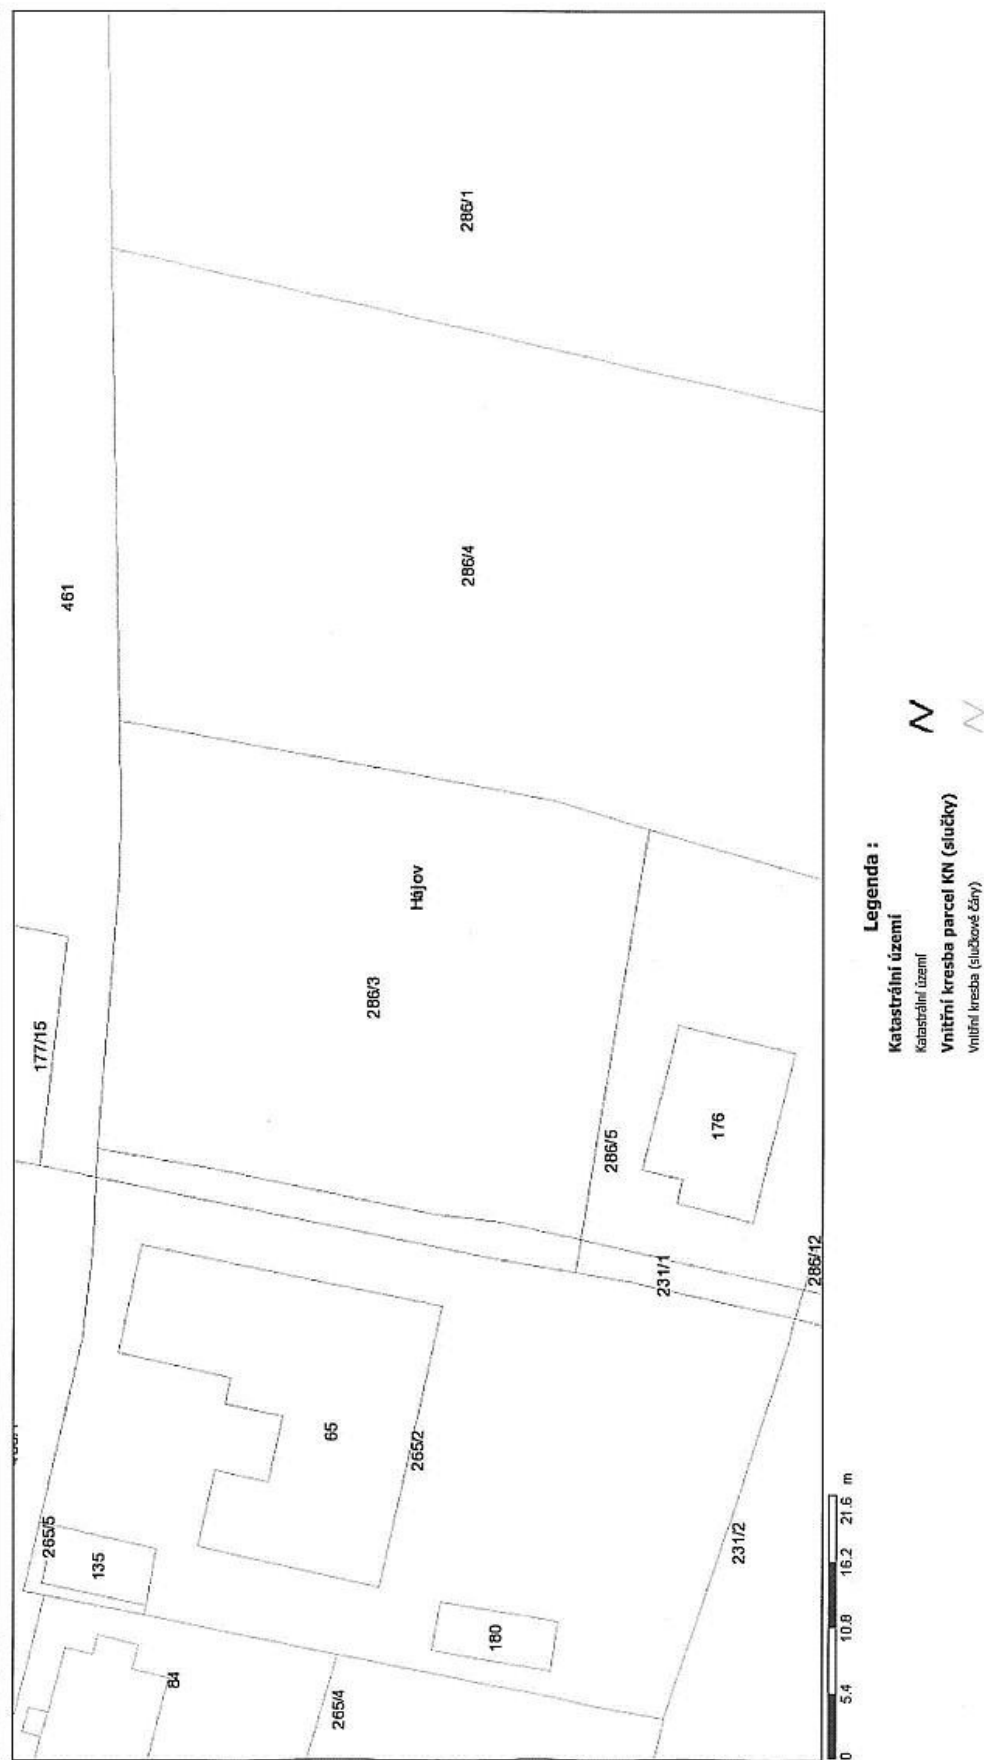 461
177/15
265/5
135
84
65
265/2
265/4
180
231/2
231/1
286/12
286/5
176
286/3
Hájov
286/4
286/1
0 5.4 10.8 16.2 21.6 m
Legenda :
Katastrální území
Katastrální území
Vnitřní kresba parcel KN (slučky)
Vnitřní kresba (slučkové čáry)